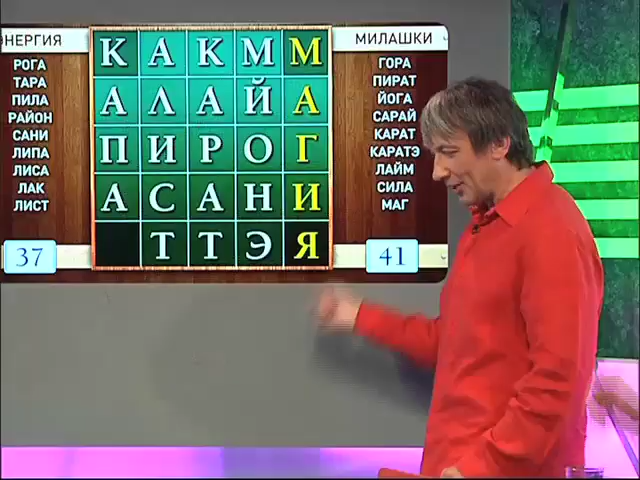 ЭНЕРГИЯ
РОГА
ТАРА
ПИЛА
РАЙОН
САНИ
ЛИПА
ЛИСА
ЛАК
ЛИСТ
37
К А К М М
А Л А Й А
П И Р О Г
А С А Н И
Т Т Э Я
МИЛАШКИ
ГОРА
ПИРАТ
ЙОГА
САРАЙ
КАРАТ
КАРАТЭ
ЛАЙМ
СИЛА
МАГ
41